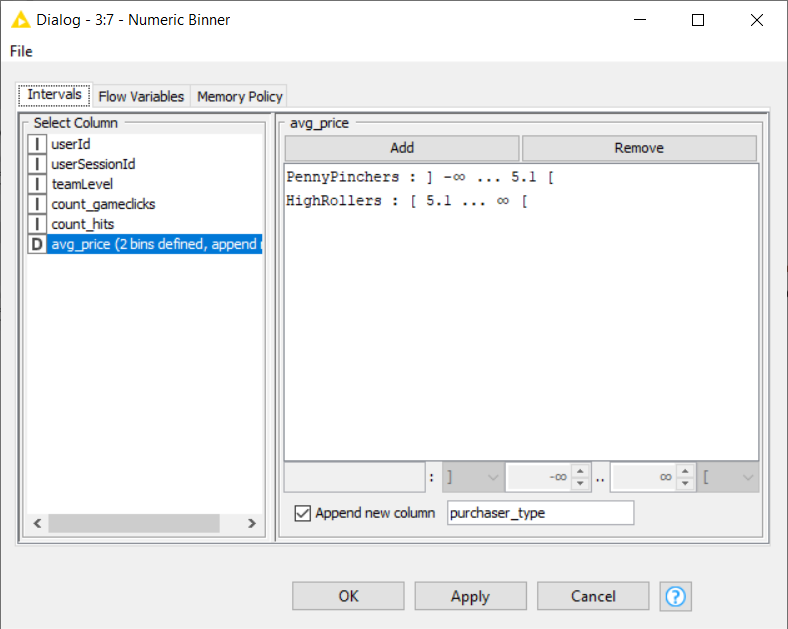 Dialog - 3:7 - Numeric Binner
File
Intervals Flow Variables Memory Policy
Select Column
I userId
I userSessionId
I teamLevel
I count_gameclicks
I count_hits
D avg_price (2 bins defined, append
avg_price
Add Remove
PennyPinchers : ] -∞ ... 5.1 [
HighRollers : [ 5.1 ... ∞ [
: ] -∞ .. ∞ [
Append new column purchaser_type
OK Apply Cancel ?